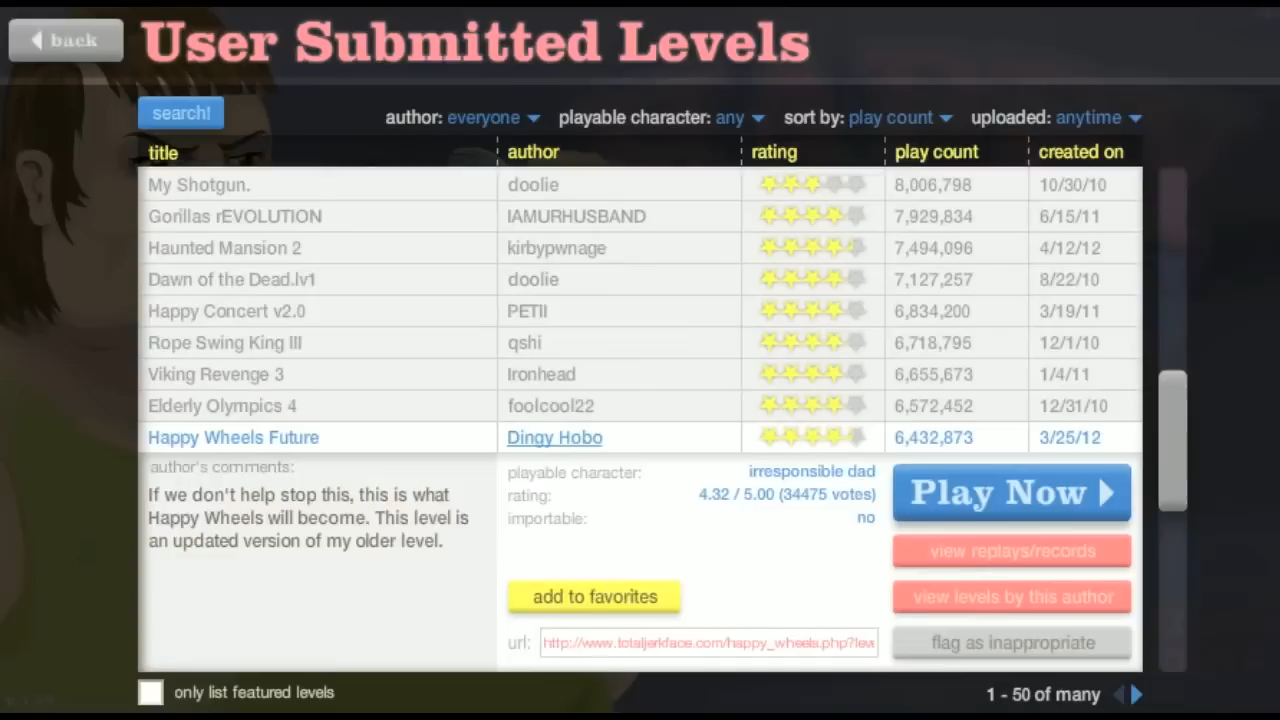 back
User Submitted Levels
search!
author: everyone playable character: any sort by: play count uploaded: anytime
title author rating play count created on
My Shotgun. doolie 8,006,798 10/30/10
Gorillas rEVOLUTION IAMURHUSBAND 7,929,834 6/15/11
Haunted Mansion 2 kirbypwnage 7,494,096 4/12/12
Dawn of the Dead.lv1 doolie 7,127,257 8/22/10
Happy Concert v2.0 PETII 6,834,200 3/19/11
Rope Swing King III qshi 6,718,795 12/1/10
Viking Revenge 3 Ironhead 6,655,673 1/4/11
Elderly Olympics 4 foolcool22 6,572,452 12/31/10
Happy Wheels Future Dingy Hobo 6,432,873 3/25/12
author's comments:
If we don't help stop this, this is what
Happy Wheels will become. This level is
an updated version of my older level.
playable character: irresponsible dad
rating: 4.32 / 5.00 (34475 votes)
importable: no
add to favorites
url: http://www.totaljerkface.com/happy_wheels.php?lev
Play Now
view replays/records
view levels by this author
flag as inappropriate
only list featured levels
1 - 50 of many